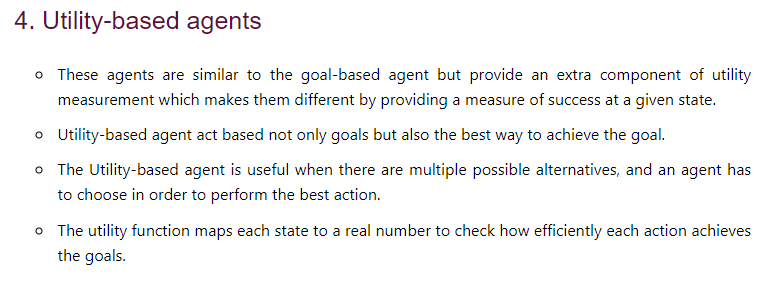 4. Utility-based agents
These agents are similar to the goal-based agent but provide an extra component of utility
measurement which makes them different by providing a measure of success at a given state.
Utility-based agent act based not only goals but also the best way to achieve the goal.
The Utility-based agent is useful when there are multiple possible alternatives, and an agent has
to choose in order to perform the best action.
The utility function maps each state to a real number to check how efficiently each action achieves
the goals.